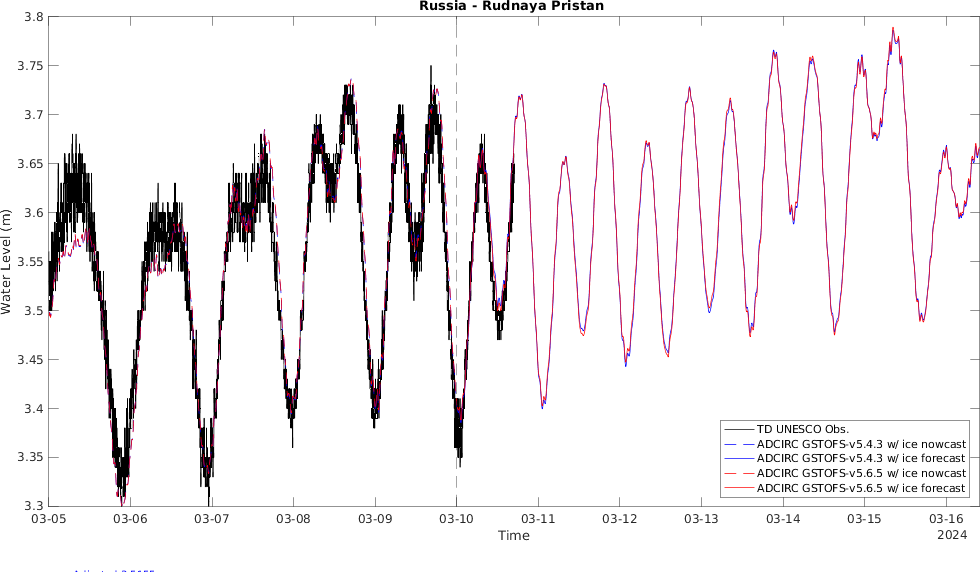 Russia - Rudnaya Pristan
3.8
3.75
3.7
3.65
3.6
3.55
3.5
3.45
3.4
3.35
3.3
Water Level (m)
TD UNESCO Obs.
ADCIRC GSTOFS-v5.4.3 w/ ice nowcast
ADCIRC GSTOFS-v5.4.3 w/ ice forecast
ADCIRC GSTOFS-v5.6.5 w/ ice nowcast
ADCIRC GSTOFS-v5.6.5 w/ ice forecast
03-05 03-06 03-07 03-08 03-09 03-10 03-11 03-12 03-13 03-14 03-15 03-16
Time
2024